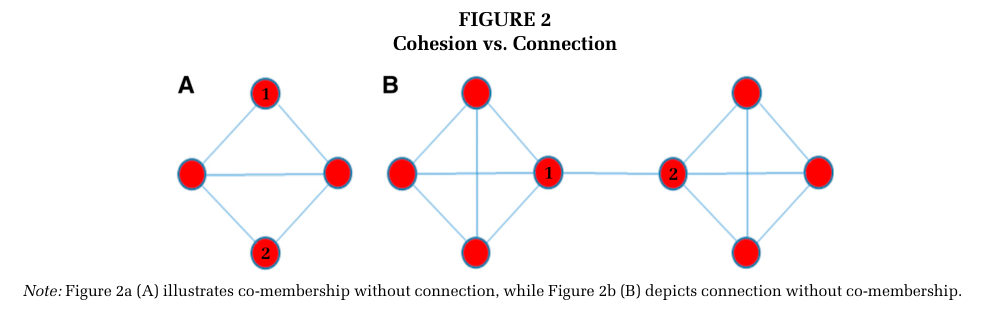 FIGURE 2
Cohesion vs. Connection
A
B
1
1
2
2
Note: Figure 2a (A) illustrates co-membership without connection, while Figure 2b (B) depicts connection without co-membership.